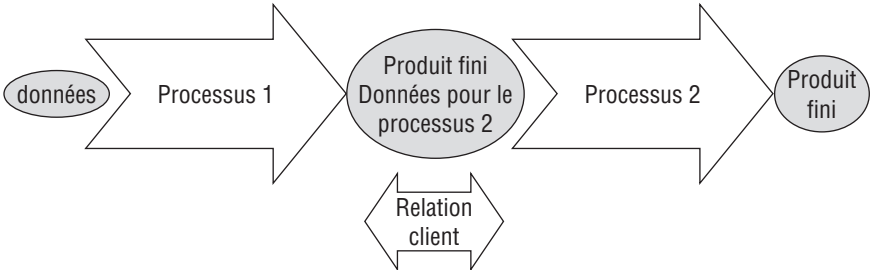 données
Processus 1
Produit fini
Données pour le
processus 2
Processus 2
Produit
fini
Relation
client